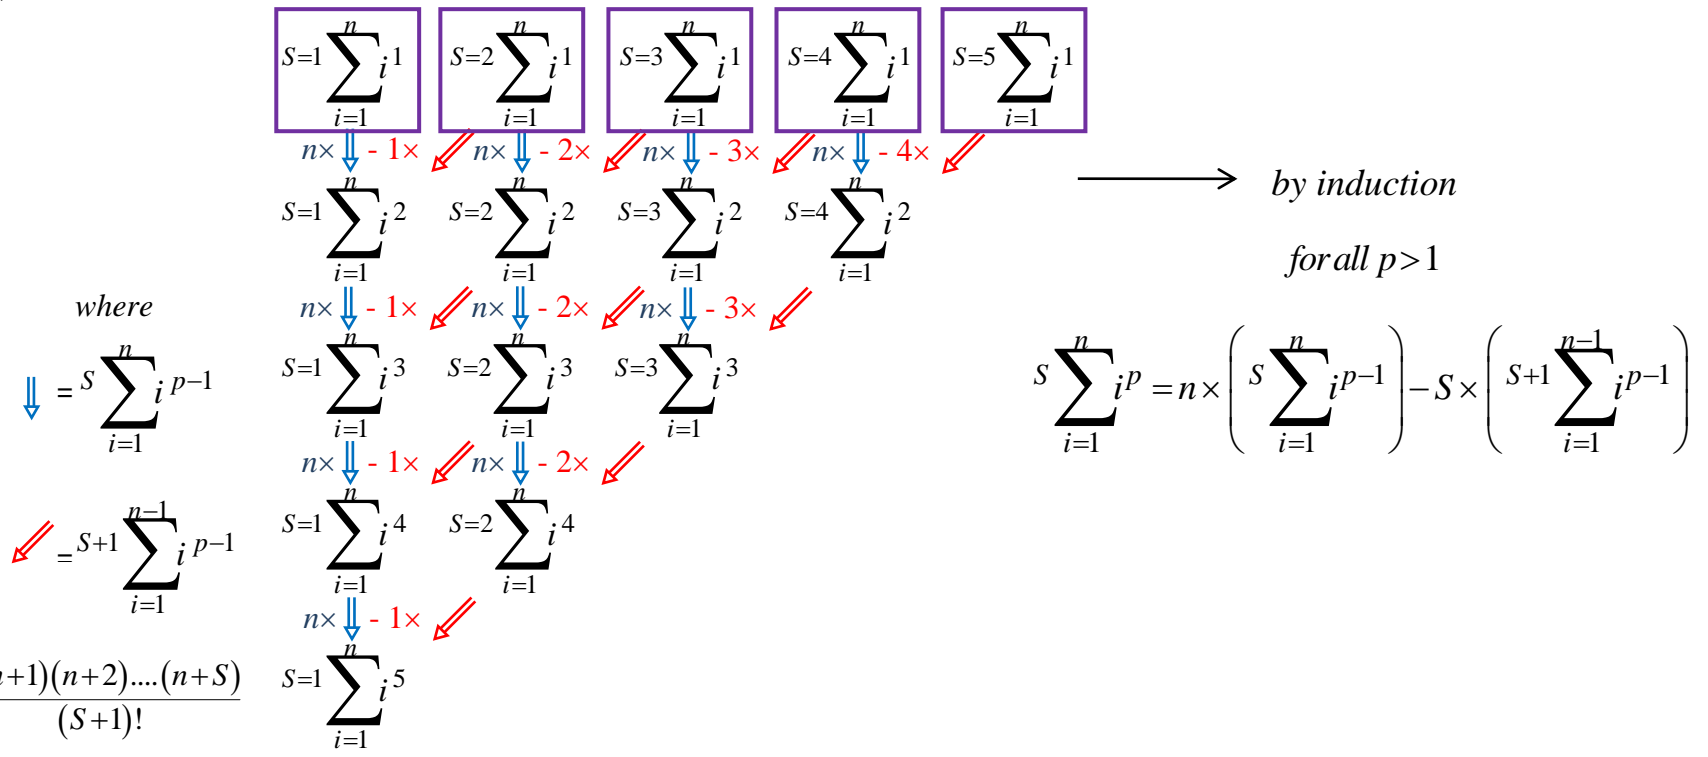 S=1 ∑_{i=1}^{n} i^1 S=2 ∑_{i=1}^{n} i^1 S=3 ∑_{i=1}^{n} i^1 S=4 ∑_{i=1}^{n} i^1 S=5 ∑_{i=1}^{n} i^1
n× ⇓ - 1× n× ⇓ - 2× n× ⇓ - 3× n× ⇓ - 4×
S=1 ∑_{i=1}^{n} i^2 S=2 ∑_{i=1}^{n} i^2 S=3 ∑_{i=1}^{n} i^2 S=4 ∑_{i=1}^{n} i^2
n× ⇓ - 1× n× ⇓ - 2× n× ⇓ - 3×
S=1 ∑_{i=1}^{n} i^3 S=2 ∑_{i=1}^{n} i^3 S=3 ∑_{i=1}^{n} i^3
n× ⇓ - 1× n× ⇓ - 2×
S=1 ∑_{i=1}^{n} i^4 S=2 ∑_{i=1}^{n} i^4
n× ⇓ - 1×
S=1 ∑_{i=1}^{n} i^5
where
⇓ = S ∑_{i=1}^{n} i^{p−1}
⇙ = S+1 ∑_{i=1}^{n−1} i^{p−1}
+1)(n+2)....(n+S)
(S+1)!
→ by induction
for all p>1
S ∑_{i=1}^{n} i^p = n×( S ∑_{i=1}^{n} i^{p−1} ) − S×( S+1 ∑_{i=1}^{n−1} i^{p−1} )